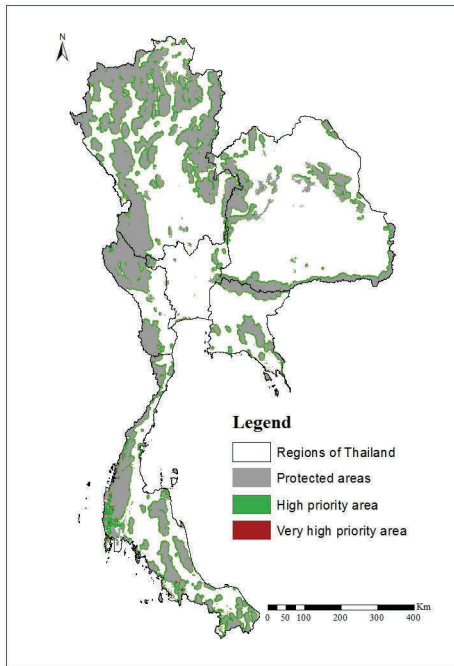 N
Legend
Regions of Thailand
Protected areas
High priority area
Very high priority area
Km
0 50 100 200 300 400